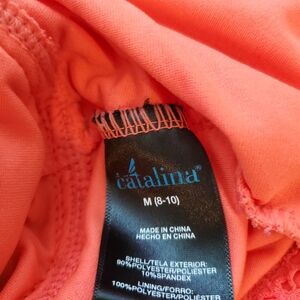 catalina®
M (8-10)
MADE IN CHINA
HECHO EN CHINA
SHELL/TELA EXTERIOR:
90%POLYESTER/POLIÉSTER
10%SPANDEX
LINING/FORRO:
100%POLYESTER/POLIÉSTER